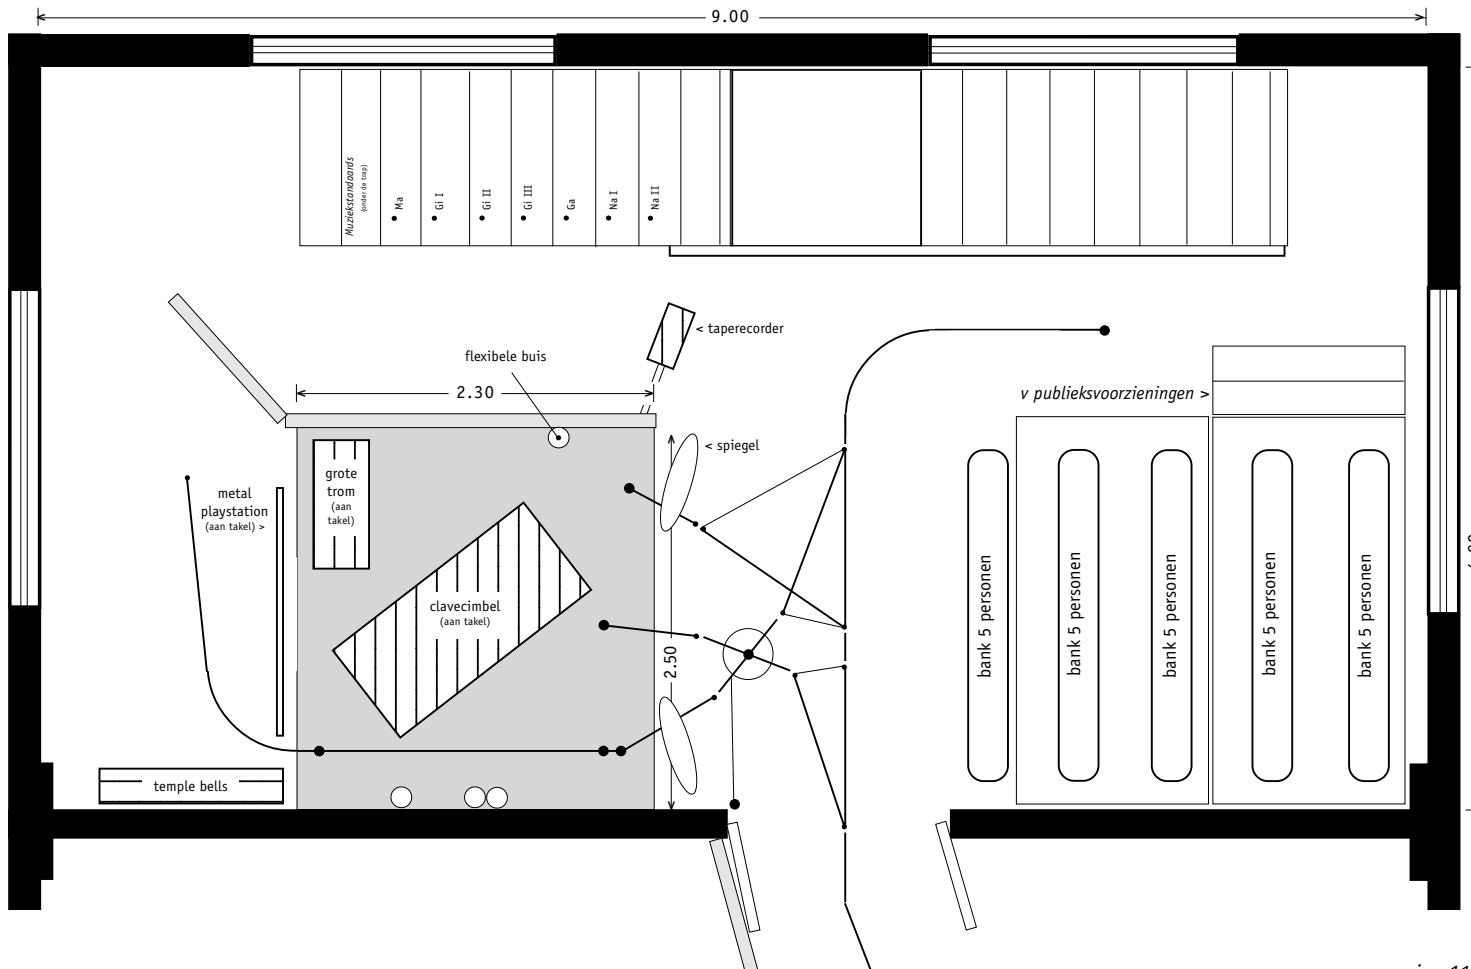 9.00
Muziekstandaards
(onder de trap)
Ma
Gi I
Gi II
Gi III
Ga
Na I
Na II
< taperecorder
flexibele buis
2.30
v publieksvoorzieningen >
< spiegel
grote
trom
(aan
takel)
metal
playstation
(aan takel) >
clavecimbel
(aan takel)
2.50
bank 5 personen
bank 5 personen
bank 5 personen
bank 5 personen
bank 5 personen
temple bells